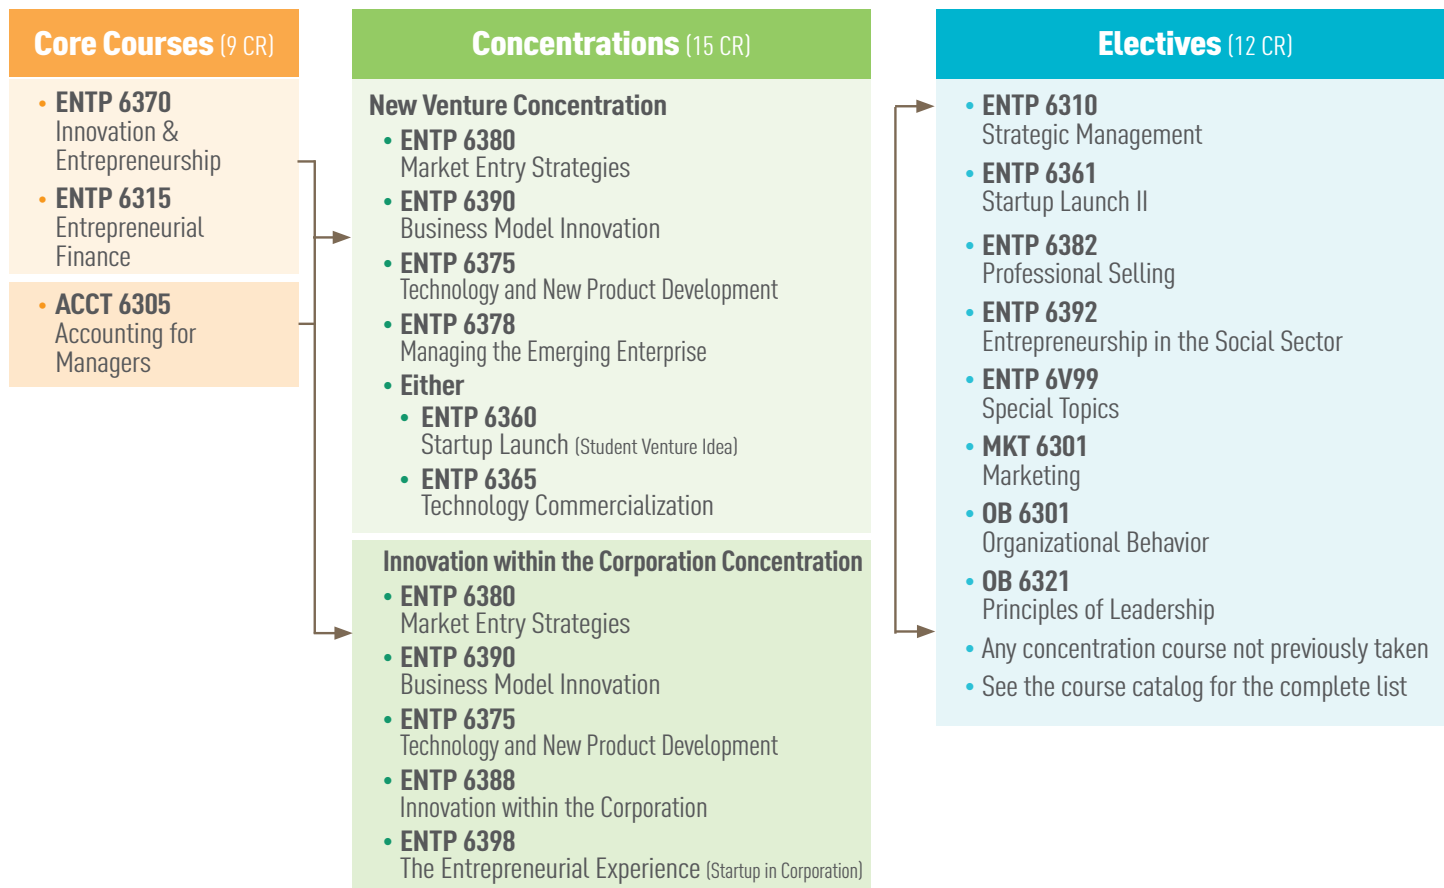 Core Courses (9 CR)
• ENTP 6370
Innovation &
Entrepreneurship
• ENTP 6315
Entrepreneurial
Finance
• ACCT 6305
Accounting for
Managers
Concentrations (15 CR)
New Venture Concentration
• ENTP 6380
Market Entry Strategies
• ENTP 6390
Business Model Innovation
• ENTP 6375
Technology and New Product Development
• ENTP 6378
Managing the Emerging Enterprise
• Either
• ENTP 6360
Startup Launch (Student Venture Idea)
• ENTP 6365
Technology Commercialization
Innovation within the Corporation Concentration
• ENTP 6380
Market Entry Strategies
• ENTP 6390
Business Model Innovation
• ENTP 6375
Technology and New Product Development
• ENTP 6388
Innovation within the Corporation
• ENTP 6398
The Entrepreneurial Experience (Startup in Corporation)
Electives (12 CR)
• ENTP 6310
Strategic Management
• ENTP 6361
Startup Launch II
• ENTP 6382
Professional Selling
• ENTP 6392
Entrepreneurship in the Social Sector
• ENTP 6V99
Special Topics
• MKT 6301
Marketing
• OB 6301
Organizational Behavior
• OB 6321
Principles of Leadership
• Any concentration course not previously taken
• See the course catalog for the complete list